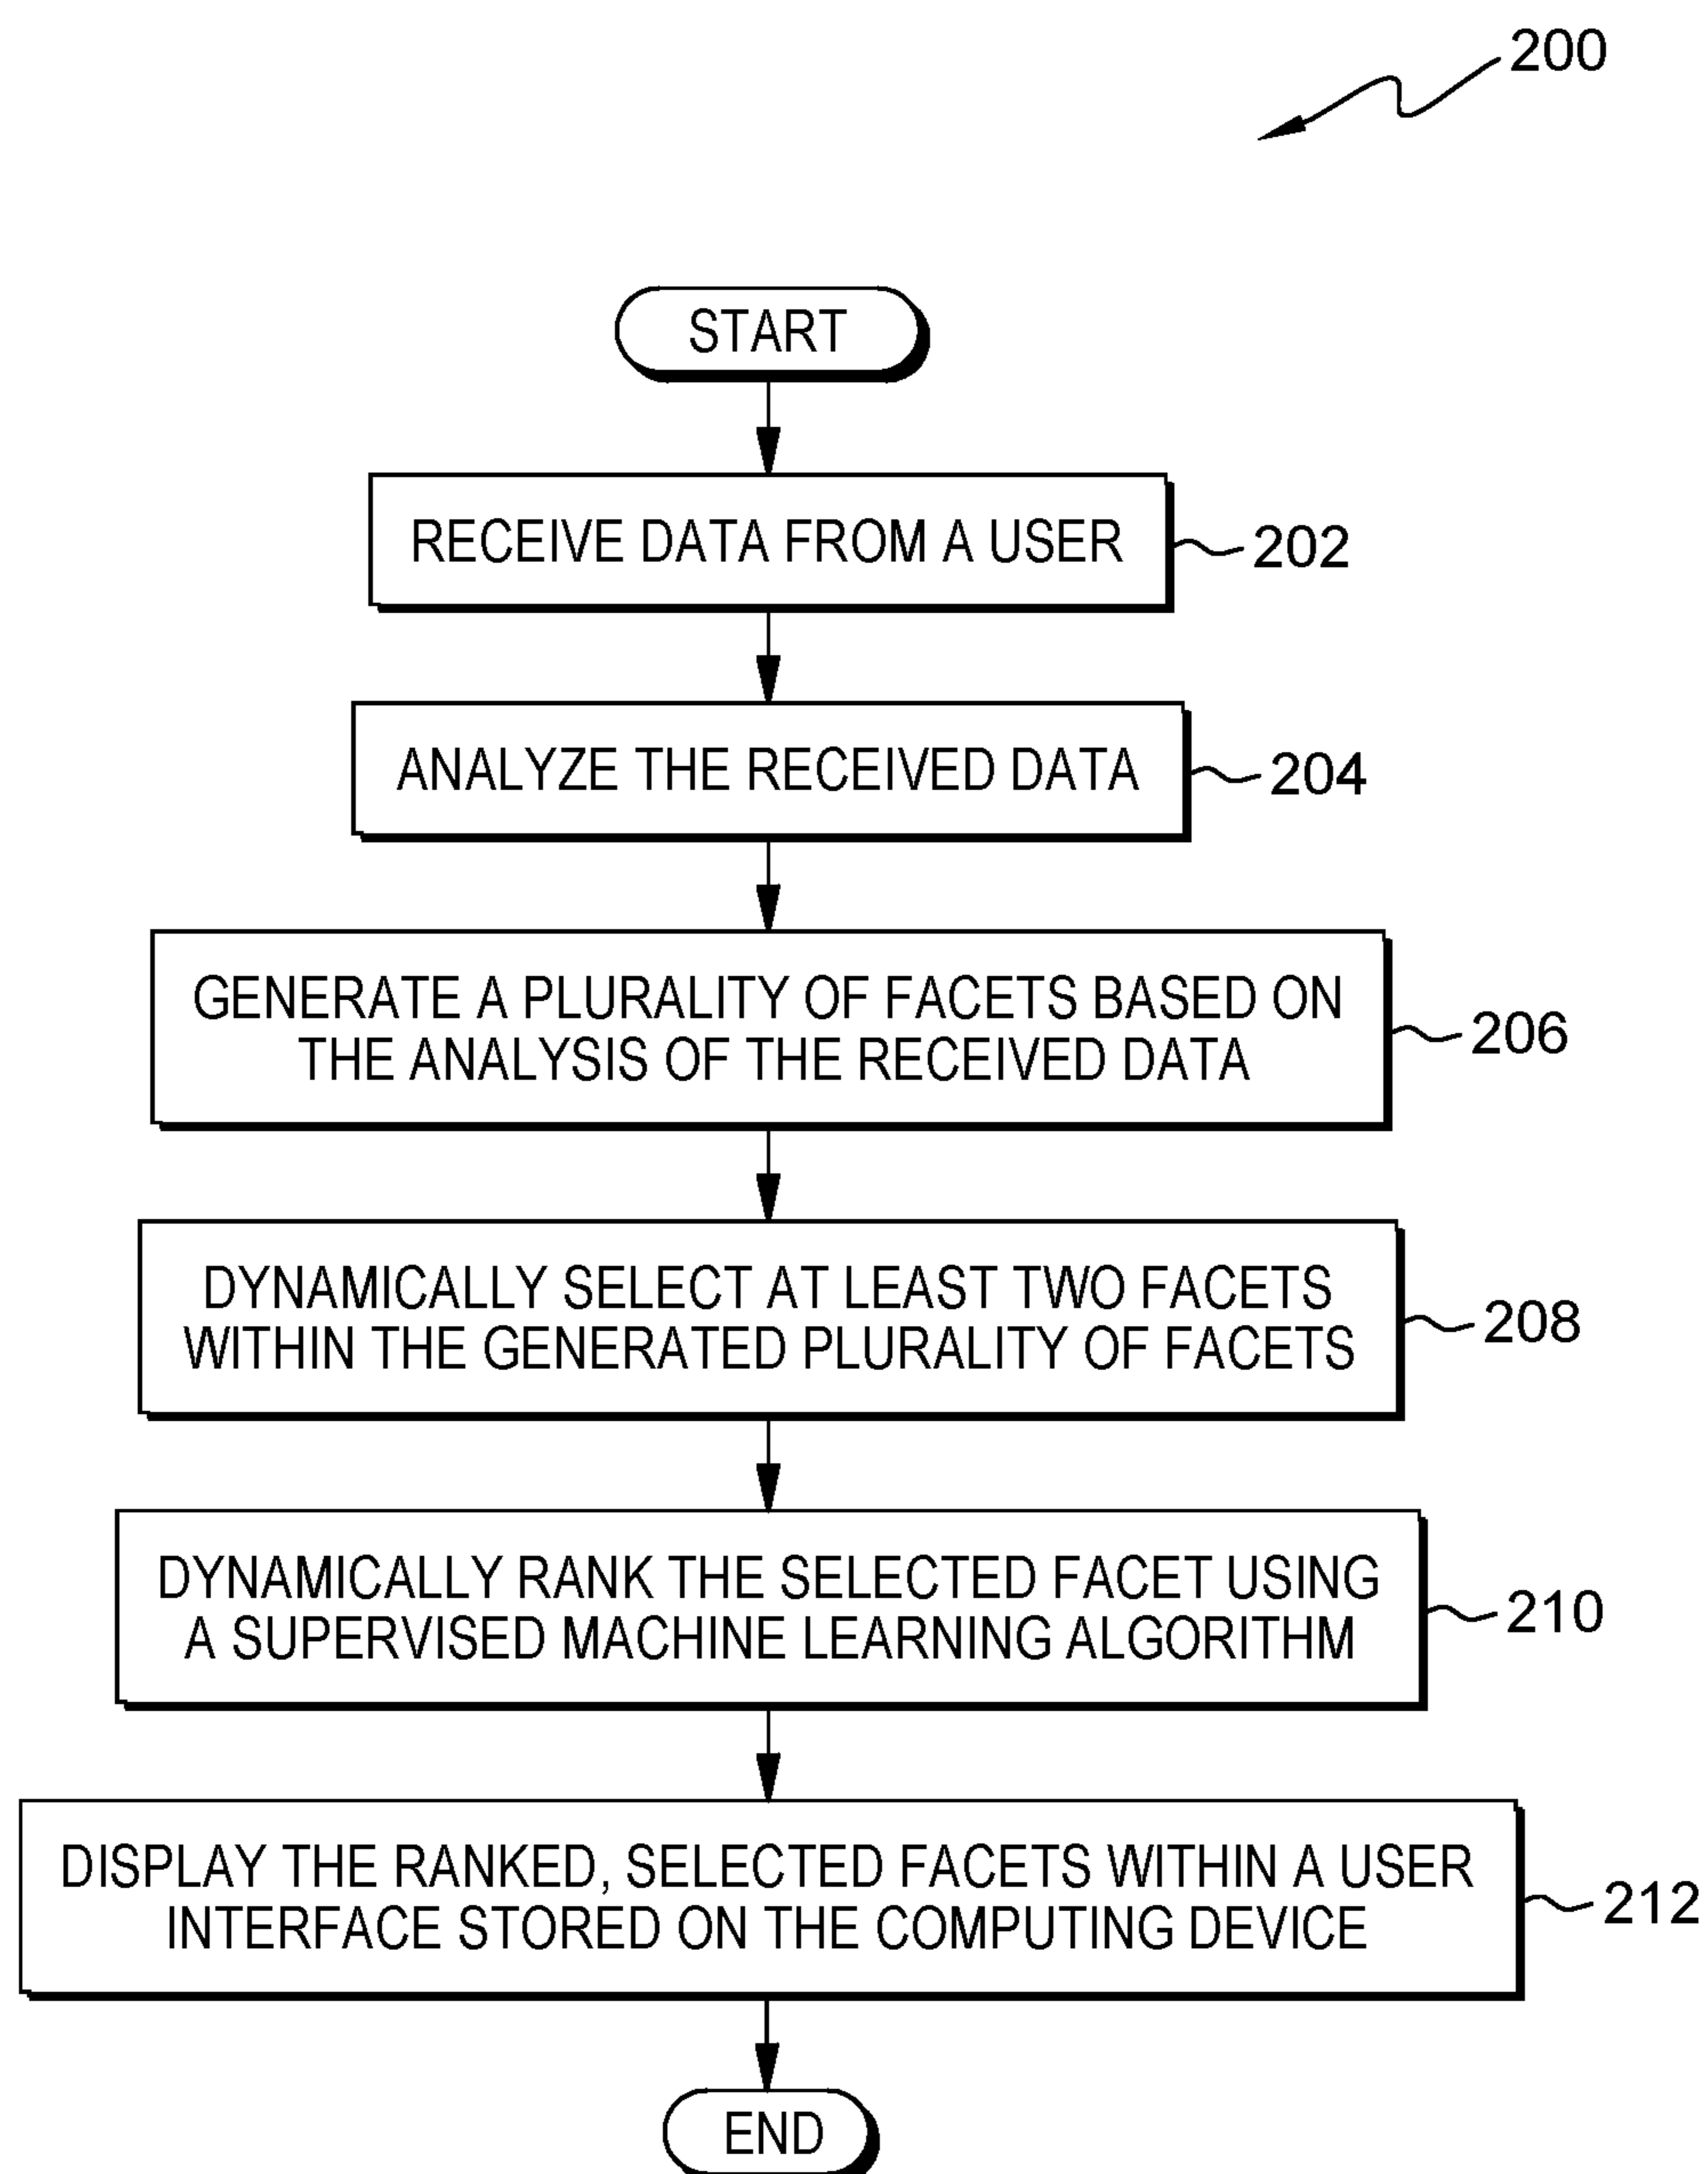 200
START
RECEIVE DATA FROM A USER
202
ANALYZE THE RECEIVED DATA
204
GENERATE A PLURALITY OF FACETS BASED ON
THE ANALYSIS OF THE RECEIVED DATA
206
DYNAMICALLY SELECT AT LEAST TWO FACETS
WITHIN THE GENERATED PLURALITY OF FACETS
208
DYNAMICALLY RANK THE SELECTED FACET USING
A SUPERVISED MACHINE LEARNING ALGORITHM
210
DISPLAY THE RANKED, SELECTED FACETS WITHIN A USER
INTERFACE STORED ON THE COMPUTING DEVICE
212
END